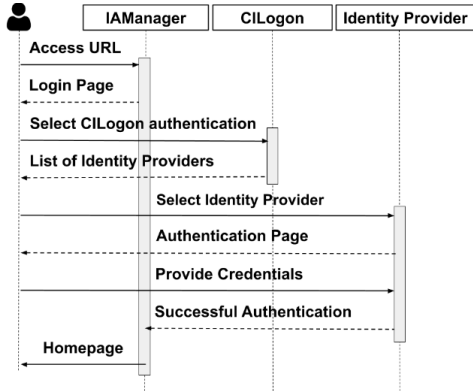 IAManager
CILogon
Identity Provider
Access URL
Login Page
Select CILogon authentication
List of Identity Providers
Select Identity Provider
Authentication Page
Provide Credentials
Successful Authentication
Homepage